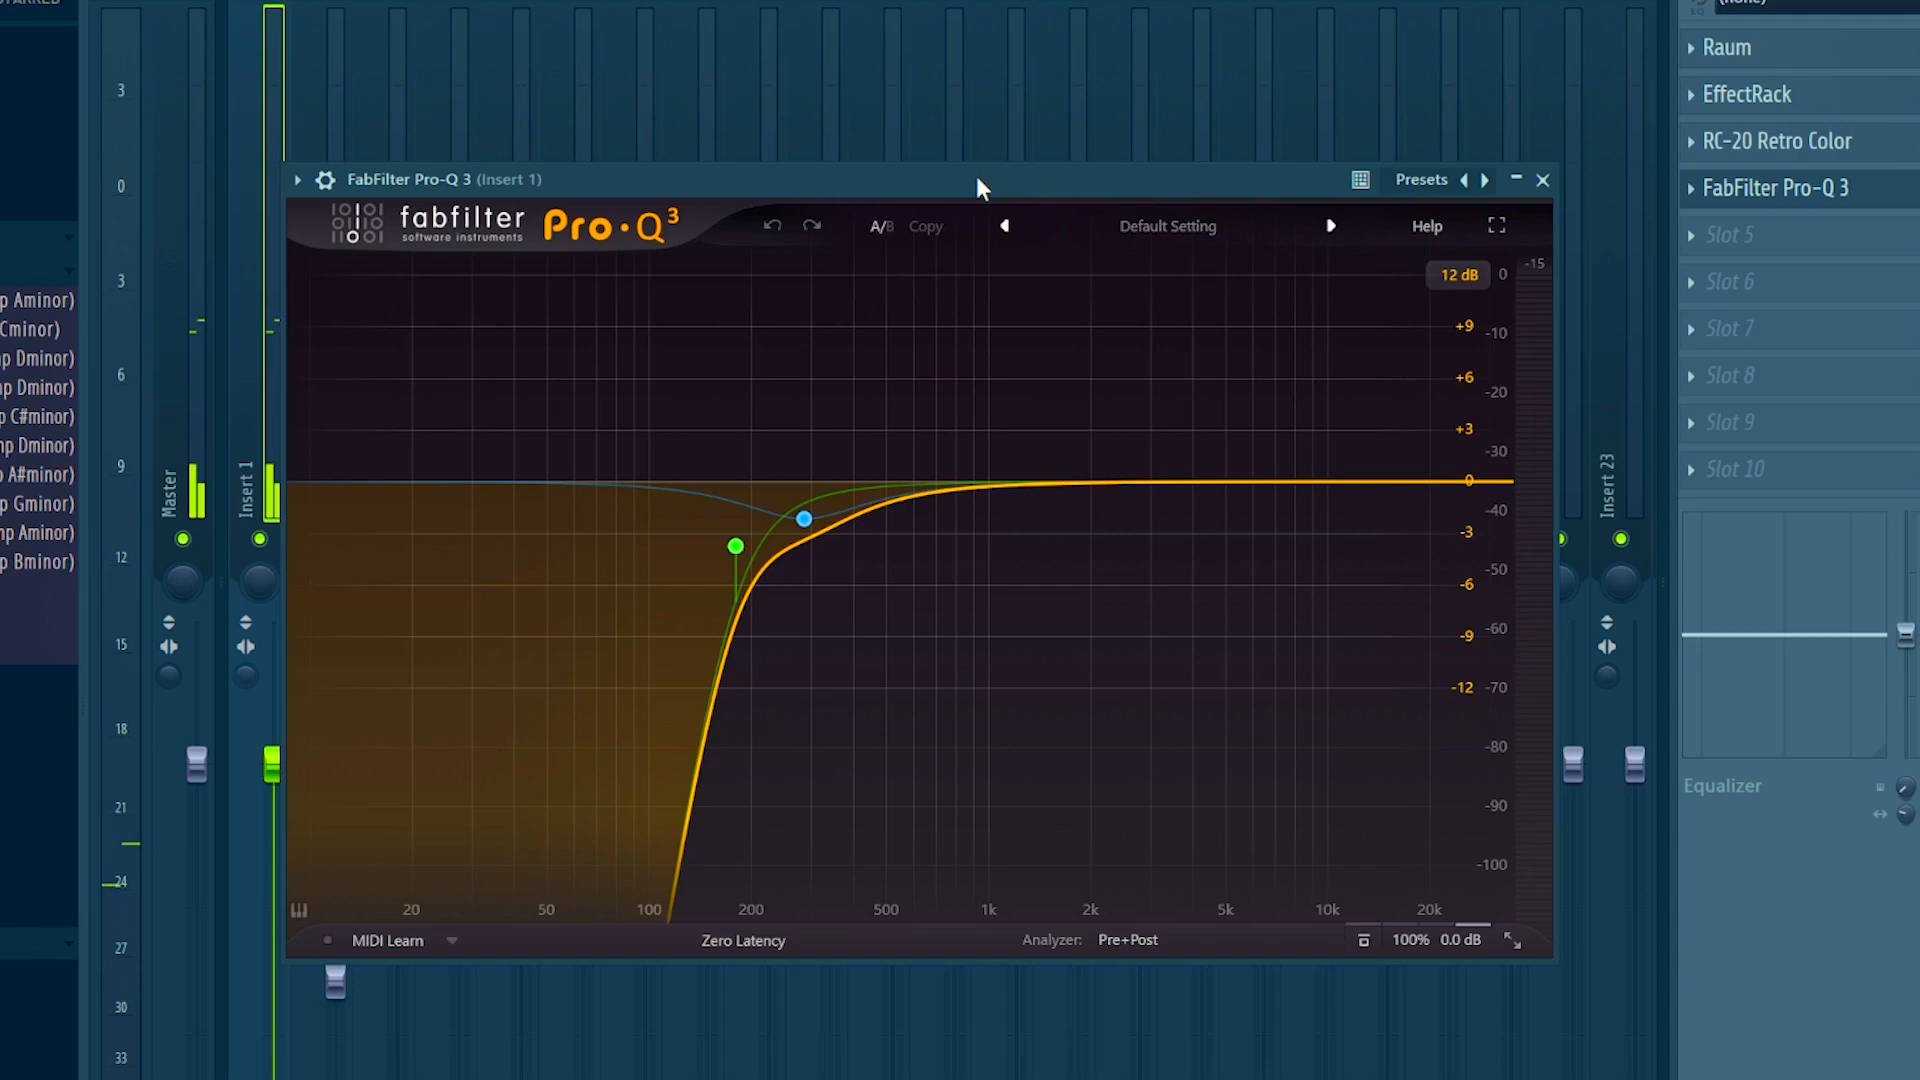 3
0
3
6
9
12
15
18
21
24
27
30
33
p Aminor)
Cminor)
p Dminor)
p Dminor)
p C#minor)
p Dminor)
A#minor)
p Gminor)
mp Aminor)
p Bminor)
Master
Insert 1
FabFilter Pro-Q 3 (Insert 1)
Presets
fabfilter
software instruments
Pro·Q3
A/B
Copy
Default Setting
Help
12 dB
+9
+6
+3
0
-3
-6
-9
-12
0
-10
-20
-30
-40
-50
-60
-70
-80
-90
-100
-15
20
50
100
200
500
1k
2k
5k
10k
20k
MIDI Learn
Zero Latency
Analyzer:
Pre+Post
100%
0.0 dB
Insert 23
(none)
Raum
EffectRack
RC-20 Retro Color
FabFilter Pro-Q 3
Slot 5
Slot 6
Slot 7
Slot 8
Slot 9
Slot 10
Equalizer